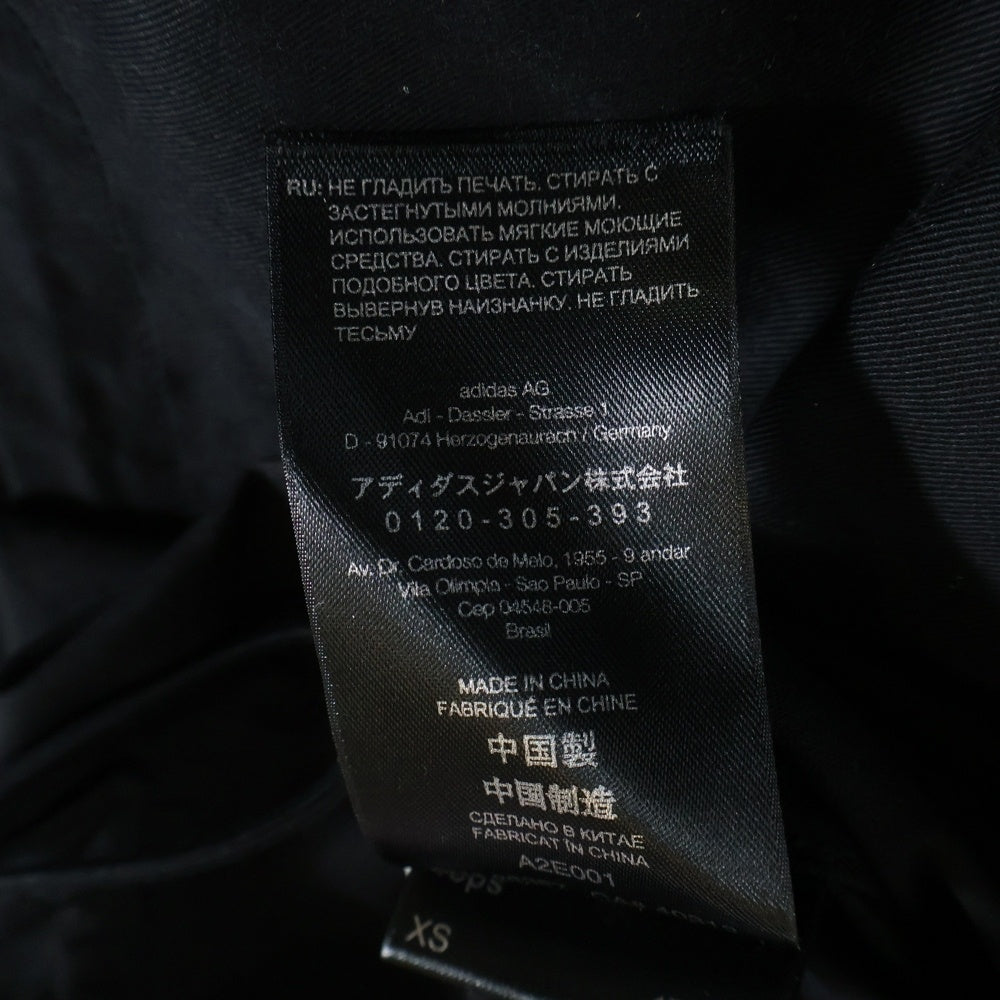 RU: НЕ ГЛАДИТЬ ПЕЧАТЬ. СТИРАТЬ С
ЗАСТЕГНУТЫМИ МОЛНИЯМИ.
ИСПОЛЬЗОВАТЬ МЯГКИЕ МОЮЩИЕ
СРЕДСТВА. СТИРАТЬ С ИЗДЕЛИЯМИ
ПОДОБНОГО ЦВЕТА. СТИРАТЬ
ВЫВЕРНУВ НАИЗНАНКУ. НЕ ГЛАДИТЬ
ТЕСЬМУ
adidas AG
Adi - Dassler - Strasse 1
D - 91074 Herzogenaurach / Germany
アディダスジャパン株式会社
0120-305-393
Av. Dr. Cardoso de Melo, 1955 - 9 andar
Vila Olimpia - Sao Paulo - SP
Cep 04548-005
Brasil
MADE IN CHINA
FABRIQUÉ EN CHINE
中国製
中国制造
СДЕЛАНО В КИТАЕ
FABRICAT ÎN CHINA
A2E001
XS